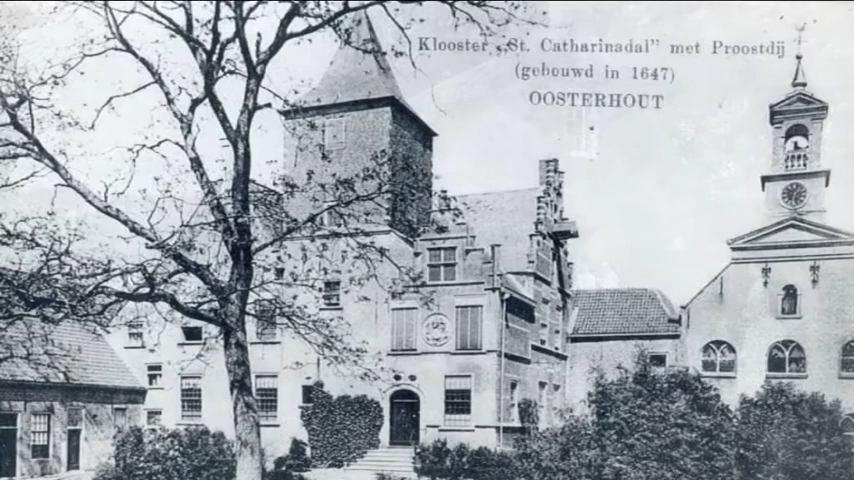 Klooster „St. Catharinadal” met Proostdij
(gebouwd in 1647)
OOSTERHOUT